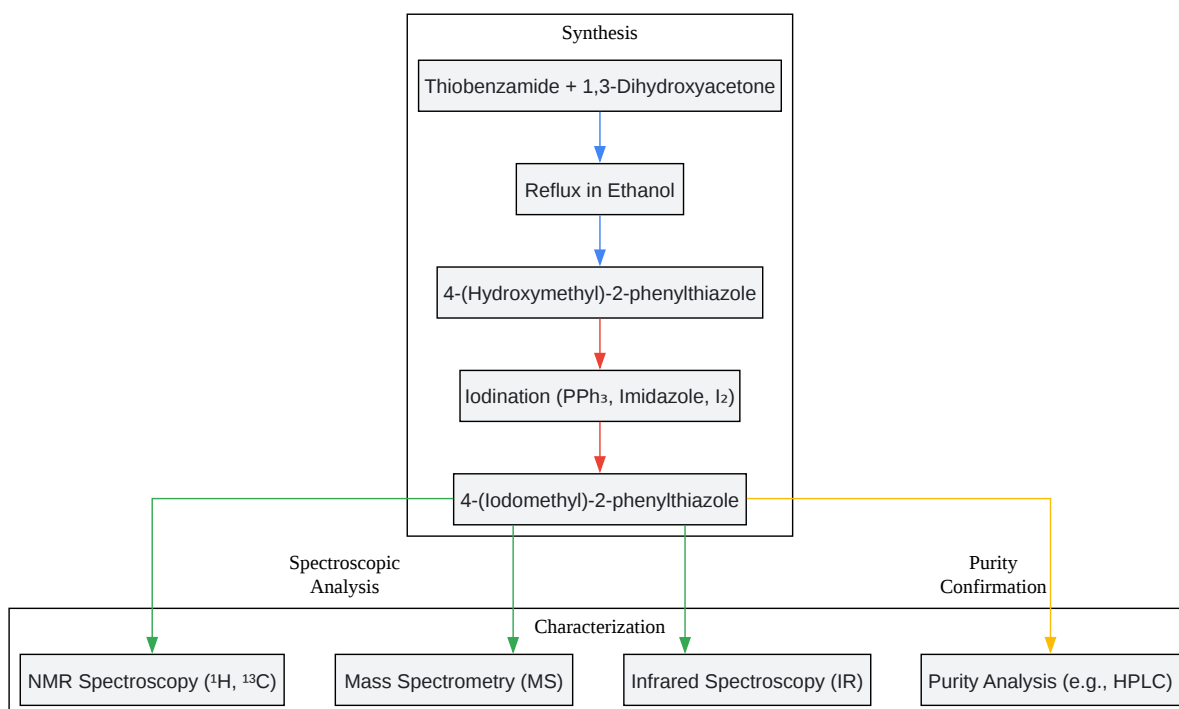 Synthesis
Thiobenzamide + 1,3-Dihydroxyacetone
Reflux in Ethanol
4-(Hydroxymethyl)-2-phenylthiazole
Iodination (PPh₃, Imidazole, I₂)
4-(Iodomethyl)-2-phenylthiazole
Spectroscopic
Analysis
Purity
Confirmation
Characterization
NMR Spectroscopy (¹H, ¹³C)
Mass Spectrometry (MS)
Infrared Spectroscopy (IR)
Purity Analysis (e.g., HPLC)